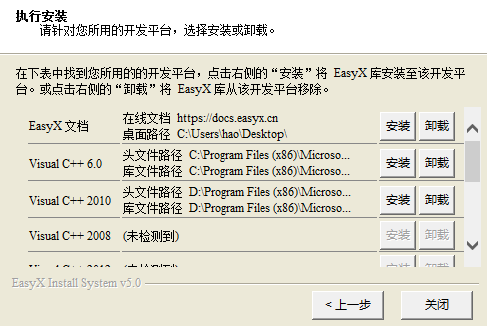 执行安装
请针对您所用的开发平台，选择安装或卸载。
在下表中找到您所用的的开发平台，点击右侧的“安装”将 EasyX 库安装至该开发平
台。或点击右侧的“卸载”将 EasyX 库从该开发平台移除。
EasyX 文档 在线文档 https://docs.easyx.cn 安装 卸载
桌面路径 C:\Users\hao\Desktop\
Visual C++ 6.0 头文件路径 C:\Program Files (x86)\Microso... 安装 卸载
库文件路径 C:\Program Files (x86)\Microso...
Visual C++ 2010 头文件路径 D:\Program Files (x86)\Microso... 安装 卸载
库文件路径 D:\Program Files (x86)\Microso...
Visual C++ 2008 (未检测到) 安装 卸载
EasyX Install System v5.0
< 上一步 关闭